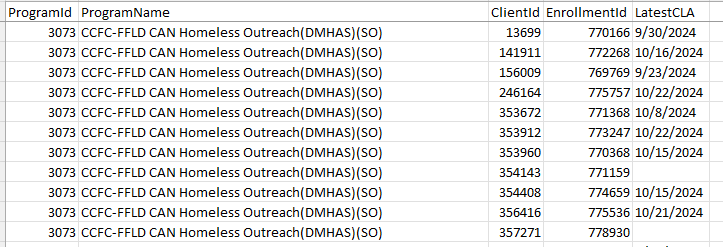 ProgramId ProgramName ClientId EnrollmentId LatestCLA
3073 CCFC-FFLD CAN Homeless Outreach(DMHAS)(SO) 13699 770166 9/30/2024
3073 CCFC-FFLD CAN Homeless Outreach(DMHAS)(SO) 141911 772268 10/16/2024
3073 CCFC-FFLD CAN Homeless Outreach(DMHAS)(SO) 156009 769769 9/23/2024
3073 CCFC-FFLD CAN Homeless Outreach(DMHAS)(SO) 246164 775757 10/22/2024
3073 CCFC-FFLD CAN Homeless Outreach(DMHAS)(SO) 353672 771368 10/8/2024
3073 CCFC-FFLD CAN Homeless Outreach(DMHAS)(SO) 353912 773247 10/22/2024
3073 CCFC-FFLD CAN Homeless Outreach(DMHAS)(SO) 353960 770368 10/15/2024
3073 CCFC-FFLD CAN Homeless Outreach(DMHAS)(SO) 354143 771159
3073 CCFC-FFLD CAN Homeless Outreach(DMHAS)(SO) 354408 774659 10/15/2024
3073 CCFC-FFLD CAN Homeless Outreach(DMHAS)(SO) 356416 775536 10/21/2024
3073 CCFC-FFLD CAN Homeless Outreach(DMHAS)(SO) 357271 778930